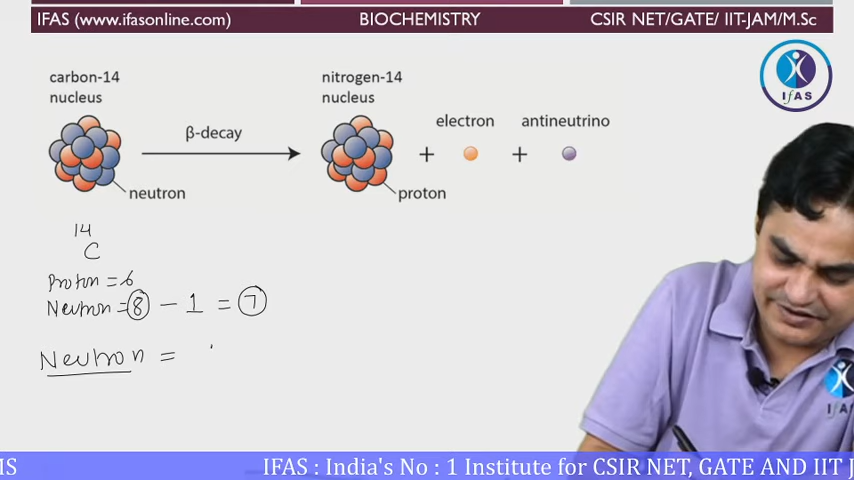 IFAS (www.ifasonline.com) BIOCHEMISTRY CSIR NET/GATE/ IIT-JAM/M.Sc
carbon-14
nucleus
nitrogen-14
nucleus
IFAS
β-decay
electron
antineutrino
+ +
neutron
proton
14
C
Proton = 6
Neutron = 8 - 1 = 7
Neutron =
IFA
IS IFAS : India's No : 1 Institute for CSIR NET, GATE AND IIT J